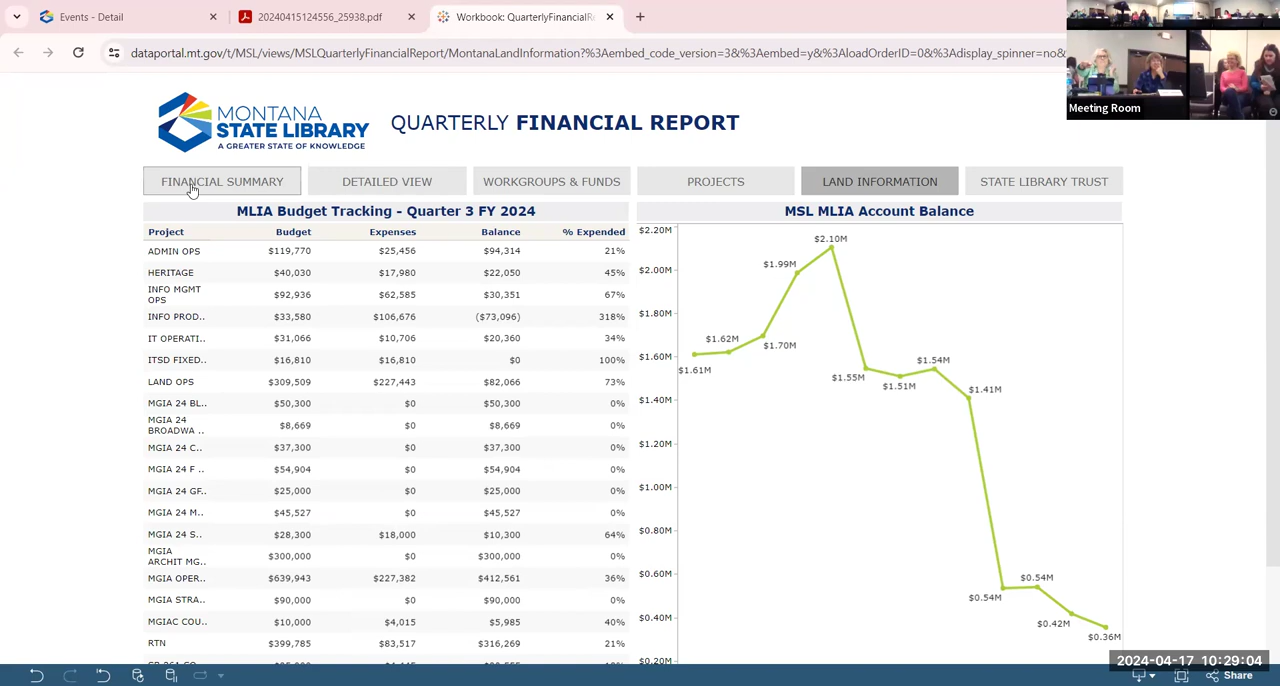 Events - Detail
20240415124556_25938.pdf
Workbook: QuarterlyFinancialR
dataportal.mt.gov/t/MSL/views/MSLQuarterlyFinancialReport/MontanaLandInformation?%3Aembed_code_version=3&%3Aembed=y&%3AloadOrderID=0&%3Adisplay_spinner=no&
Meeting Room
MONTANA
STATE LIBRARY
A GREATER STATE OF KNOWLEDGE
QUARTERLY FINANCIAL REPORT
FINANCIAL SUMMARY DETAILED VIEW WORKGROUPS & FUNDS PROJECTS LAND INFORMATION STATE LIBRARY TRUST
MLIA Budget Tracking - Quarter 3 FY 2024
Project Budget Expenses Balance % Expended
ADMIN OPS $119,770 $25,456 $94,314 21%
HERITAGE $40,030 $17,980 $22,050 45%
INFO MGMT
OPS $92,936 $62,585 $30,351 67%
INFO PROD.. $33,580 $106,676 ($73,096) 318%
IT OPERATI.. $31,066 $10,706 $20,360 34%
ITSD FIXED.. $16,810 $16,810 $0 100%
LAND OPS $309,509 $227,443 $82,066 73%
MGIA 24 BL.. $50,300 $0 $50,300 0%
MGIA 24
BROADWA .. $8,669 $0 $8,669 0%
MGIA 24 C.. $37,300 $0 $37,300 0%
MGIA 24 F .. $54,904 $0 $54,904 0%
MGIA 24 GF.. $25,000 $0 $25,000 0%
MGIA 24 M.. $45,527 $0 $45,527 0%
MGIA 24 S.. $28,300 $18,000 $10,300 64%
MGIA
ARCHIT MG.. $300,000 $0 $300,000 0%
MGIA OPER.. $639,943 $227,382 $412,561 36%
MGIA STRA.. $90,000 $0 $90,000 0%
MGIAC COU.. $10,000 $4,015 $5,985 40%
RTN $399,785 $83,517 $316,269 21%
MSL MLIA Account Balance
$2.20M
$2.00M
$1.80M
$1.60M
$1.40M
$1.20M
$1.00M
$0.80M
$0.60M
$0.40M
$0.20M
$1.61M
$1.62M
$1.70M
$1.99M
$2.10M
$1.55M
$1.51M
$1.54M
$1.41M
$0.54M
$0.54M
$0.42M
$0.36M
2024-04-17 10:29:04
Share